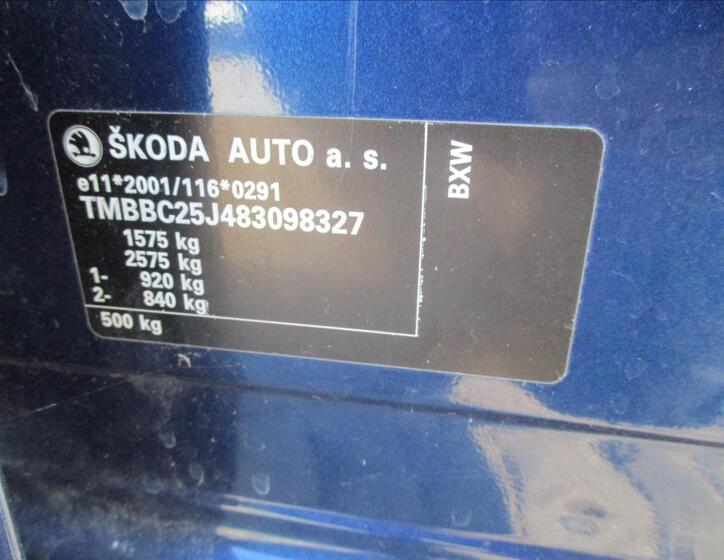 ŠKODA AUTO a. s.
e11*2001/116*0291
TMBBC25J483098327
1575 kg
2575 kg
1- 920 kg
2- 840 kg
500 kg
BXW